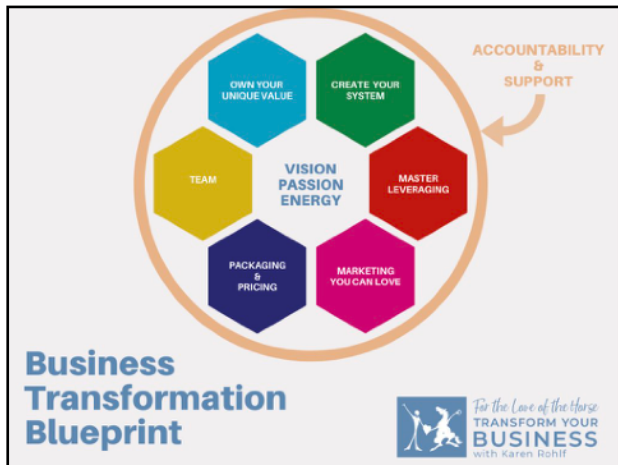 OWN YOUR
UNIQUE VALUE
CREATE YOUR
SYSTEM
ACCOUNTABILITY
&
SUPPORT
TEAM
VISION
PASSION
ENERGY
MASTER
LEVERAGING
PACKAGING
&
PRICING
MARKETING
YOU CAN LOVE
Business
Transformation
Blueprint
For the Love of the Horse
TRANSFORM YOUR
BUSINESS
with Karen Rohlf